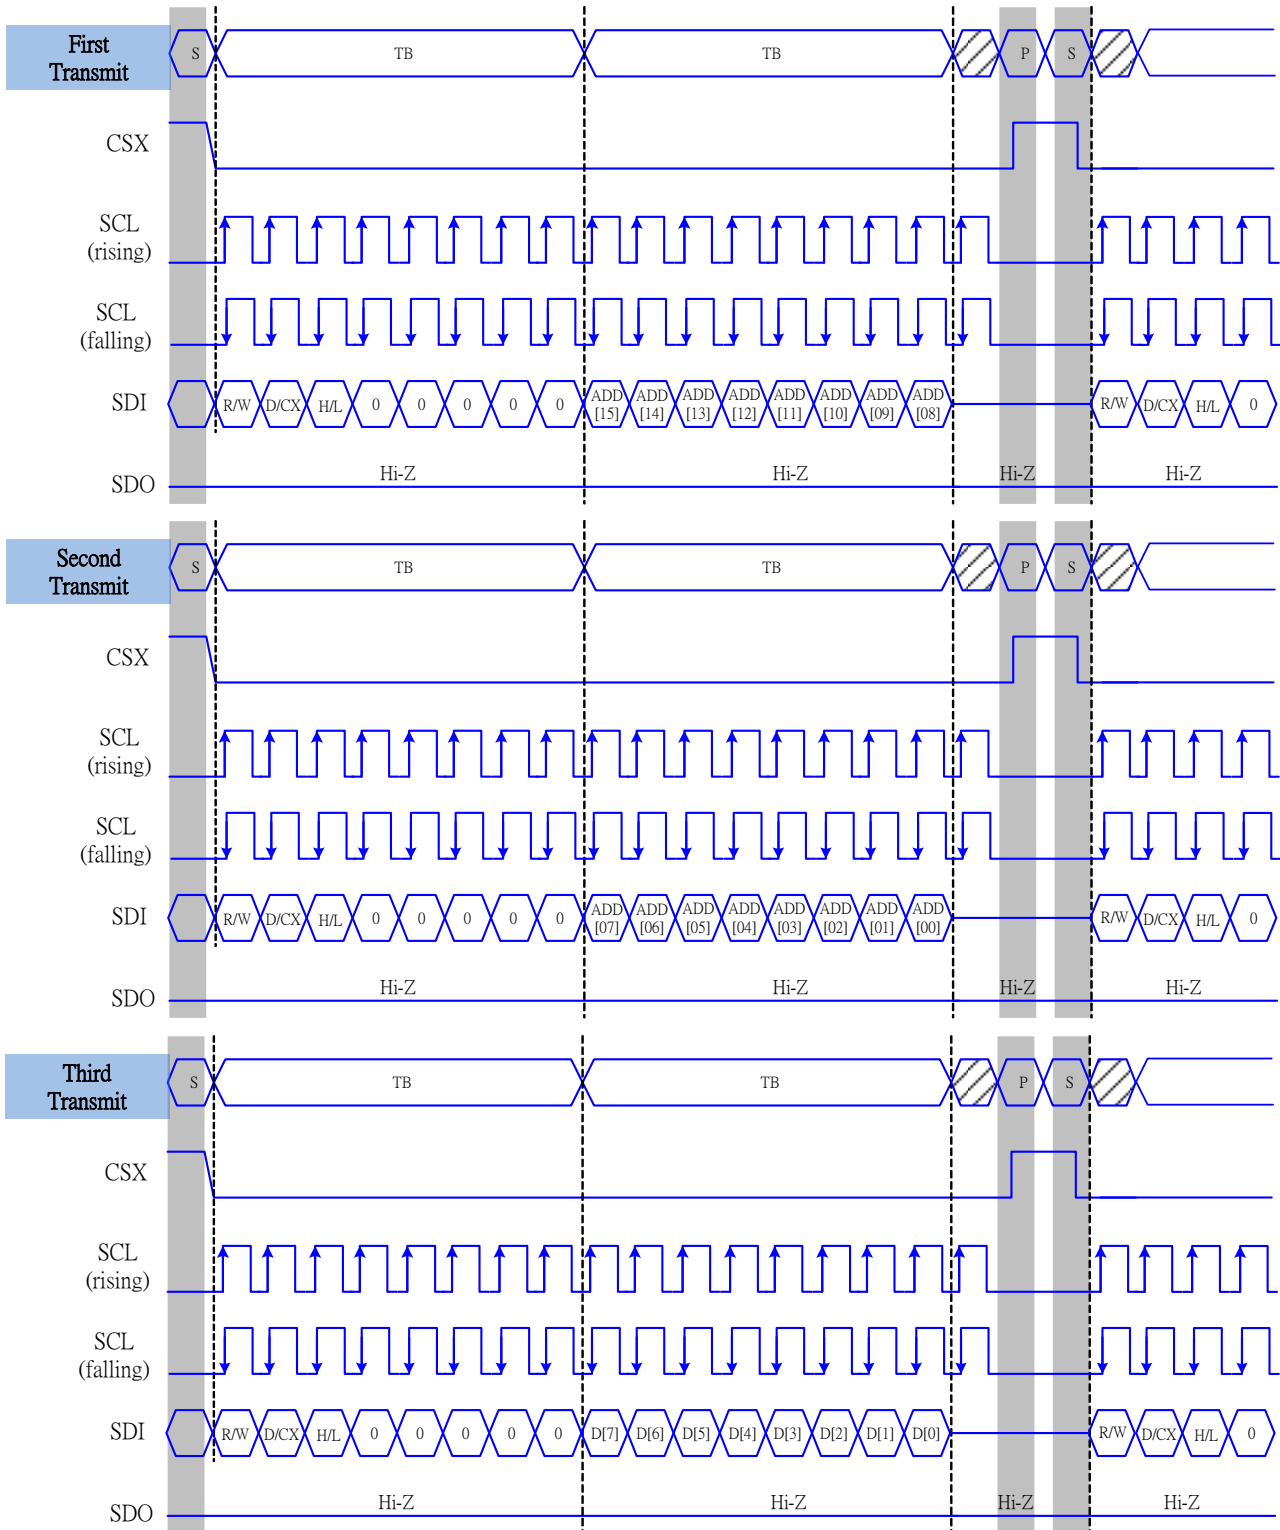 First
Transmit
S TB TB P S
CSX
SCL
(rising)
SCL
(falling)
SDI R/W D/CX H/L 0 0 0 0 0 ADD [15] ADD [14] ADD [13] ADD [12] ADD [11] ADD [10] ADD [09] ADD [08] R/W D/CX H/L 0
Hi-Z Hi-Z Hi-Z Hi-Z
SDO
Second
Transmit
S TB TB P S
CSX
SCL
(rising)
SCL
(falling)
SDI R/W D/CX H/L 0 0 0 0 0 ADD [07] ADD [06] ADD [05] ADD [04] ADD [03] ADD [02] ADD [01] ADD [00] R/W D/CX H/L 0
Hi-Z Hi-Z Hi-Z Hi-Z
SDO
Third
Transmit
S TB TB P S
CSX
SCL
(rising)
SCL
(falling)
SDI R/W D/CX H/L 0 0 0 0 0 D[7] D[6] D[5] D[4] D[3] D[2] D[1] D[0] R/W D/CX H/L 0
Hi-Z Hi-Z Hi-Z Hi-Z
SDO